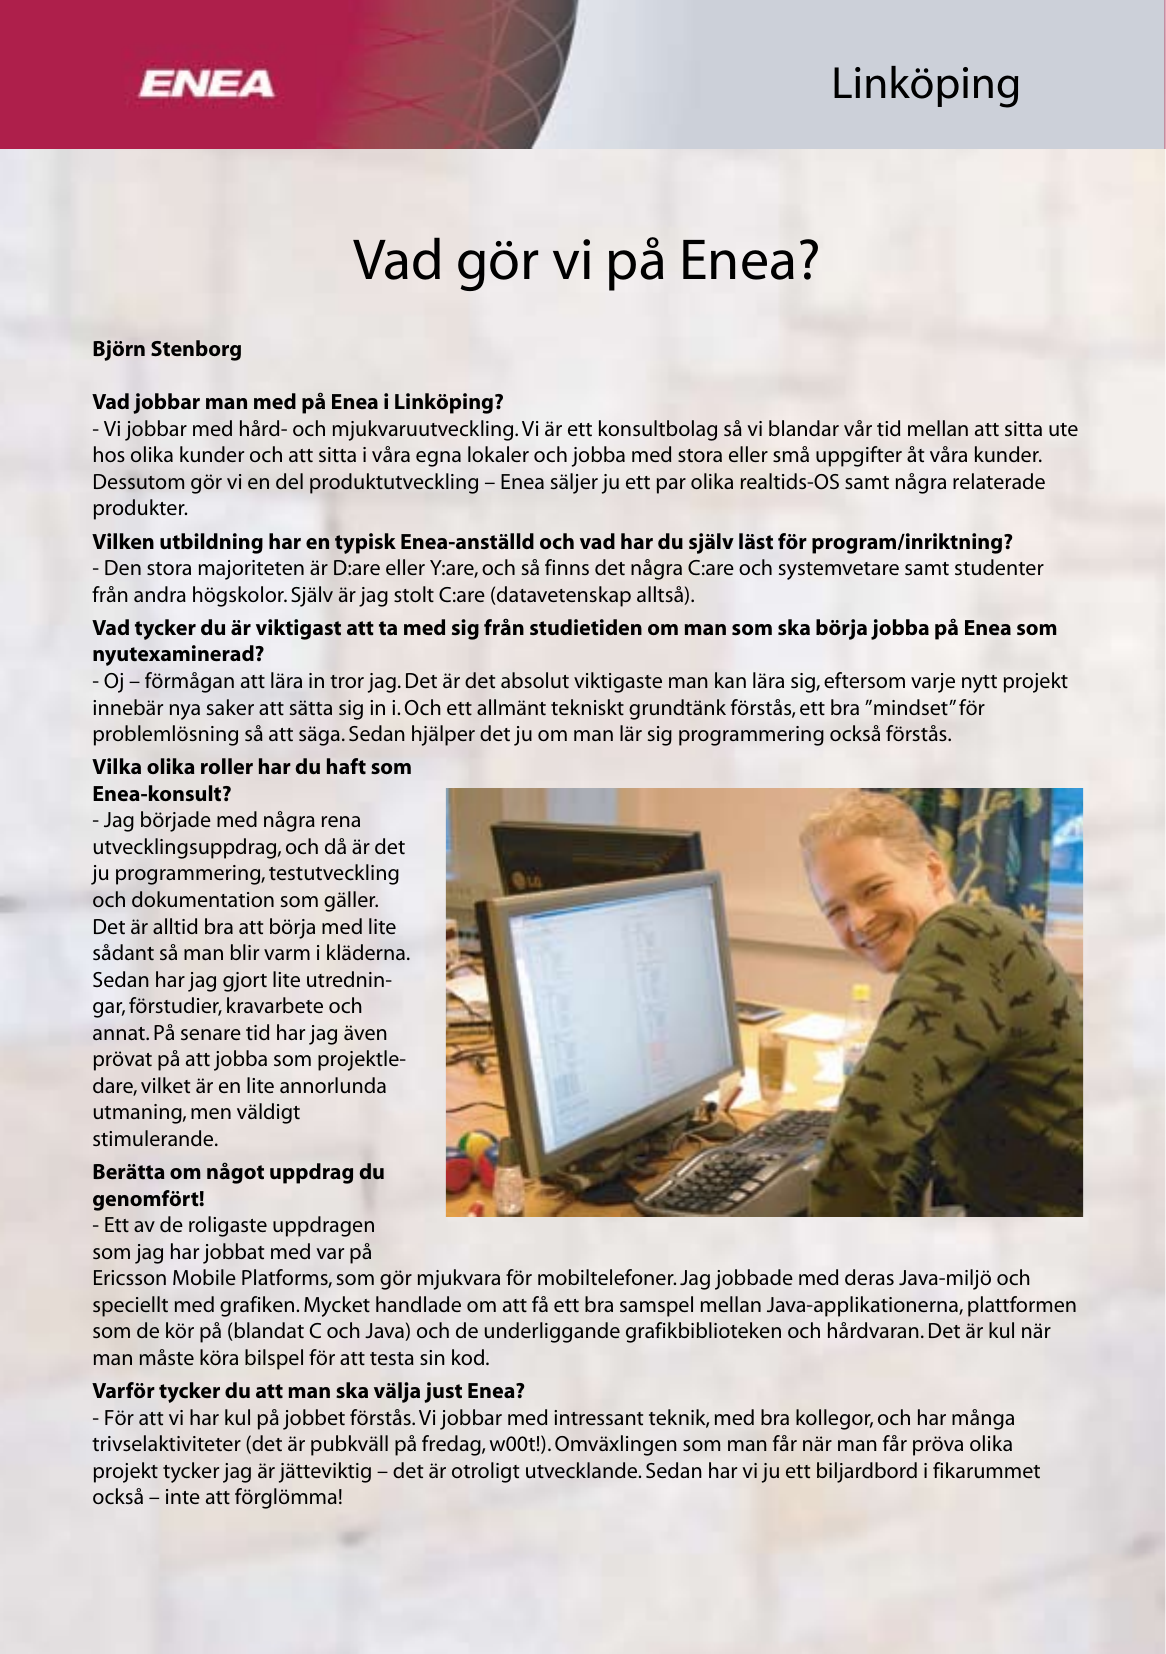 ENEA
Linköping
Vad gör vi på Enea?
Björn Stenborg
Vad jobbar man med på Enea i Linköping?
- Vi jobbar med hård- och mjukvaruutveckling. Vi är ett konsultbolag så vi blandar vår tid mellan att sitta ute
hos olika kunder och att sitta i våra egna lokaler och jobba med stora eller små uppgifter åt våra kunder.
Dessutom gör vi en del produktutveckling – Enea säljer ju ett par olika realtids-OS samt några relaterade
produkter.
Vilken utbildning har en typisk Enea-anställd och vad har du själv läst för program/inriktning?
- Den stora majoriteten är D:are eller Y:are, och så finns det några C:are och systemvetare samt studenter
från andra högskolor. Själv är jag stolt C:are (datavetenskap alltså).
Vad tycker du är viktigast att ta med sig från studietiden om man som ska börja jobba på Enea som
nyutexaminerad?
- Oj – förmågan att lära in tror jag. Det är det absolut viktigaste man kan lära sig, eftersom varje nytt projekt
innebär nya saker att sätta sig in i. Och ett allmänt tekniskt grundtänk förstås, ett bra ”mindset” för
problemlösning så att säga. Sedan hjälper det ju om man lär sig programmering också förstås.
Vilka olika roller har du haft som
Enea-konsult?
- Jag började med några rena
utvecklingsuppdrag, och då är det
ju programmering, testutveckling
och dokumentation som gäller.
Det är alltid bra att börja med lite
sådant så man blir varm i kläderna.
Sedan har jag gjort lite utrednin-
gar, förstudier, kravarbete och
annat. På senare tid har jag även
prövat på att jobba som projektle-
dare, vilket är en lite annorlunda
utmaning, men väldigt
stimulerande.
LG
Berätta om något uppdrag du
genomfört!
- Ett av de roligaste uppdragen
som jag har jobbat med var på
Ericsson Mobile Platforms, som gör mjukvara för mobiltelefoner. Jag jobbade med deras Java-miljö och
speciellt med grafiken. Mycket handlade om att få ett bra samspel mellan Java-applikationerna, plattformen
som de kör på (blandat C och Java) och de underliggande grafikbiblioteken och hårdvaran. Det är kul när
man måste köra bilspel för att testa sin kod.
Varför tycker du att man ska välja just Enea?
- För att vi har kul på jobbet förstås. Vi jobbar med intressant teknik, med bra kollegor, och har många
trivselaktiviteter (det är pubkväll på fredag, w00t!). Omväxlingen som man får när man får pröva olika
projekt tycker jag är jätteviktig – det är otroligt utvecklande. Sedan har vi ju ett biljardbord i fikarummet
också – inte att förglömma!